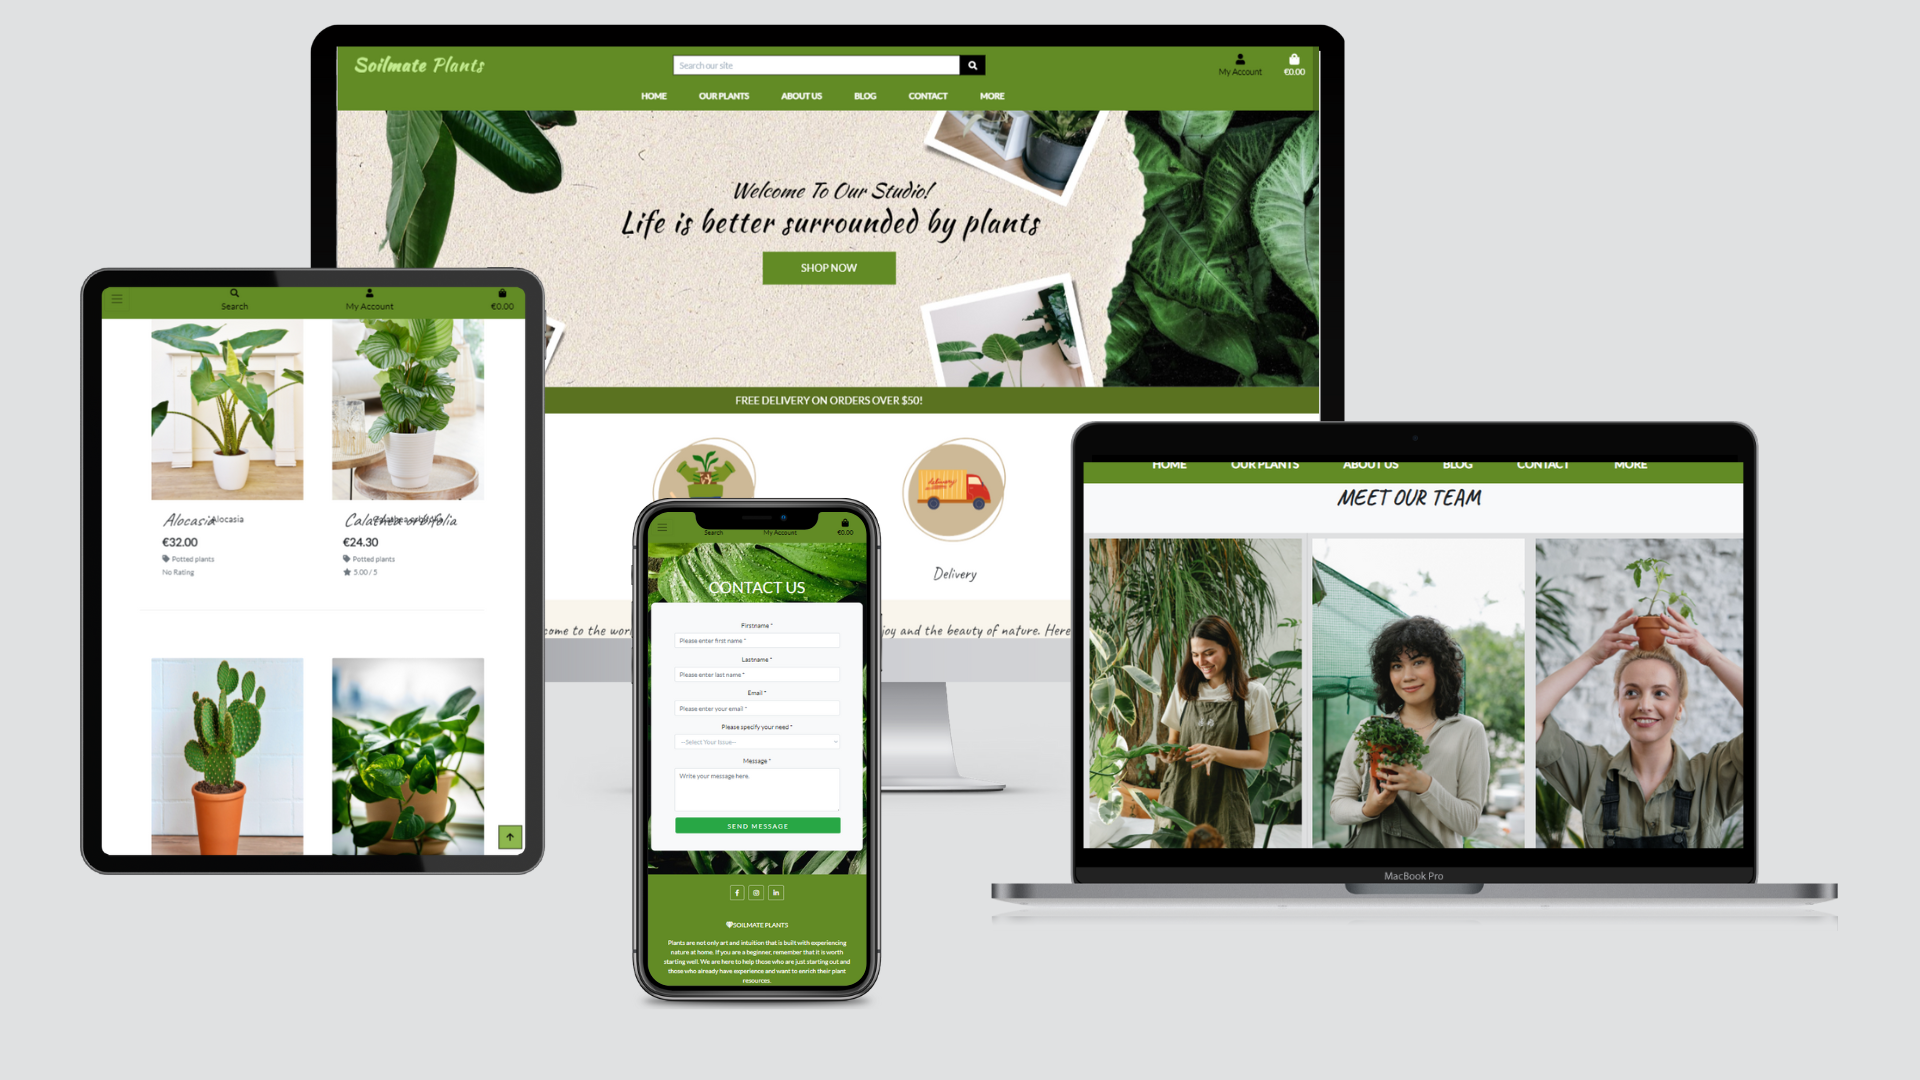 Soilmate Plants
Search our site
My Account
€0.00
HOME OUR PLANTS ABOUT US BLOG CONTACT MORE
Welcome To Our Studio!
Life is better surrounded by plants
SHOP NOW
FREE DELIVERY ON ORDERS OVER $50!
delivery
Delivery
come to the
joy and the beauty of nature. Here
Search
My Account
€0.00
Alocasia Alocasia
€32.00
Potted plants
No Rating
Calathea orbifolia
€24.30
Potted plants
5.00 / 5
Search
My Account
€0.00
CONTACT US
Firstname *
Please enter first name *
Lastname *
Please enter last name *
Email *
Please enter your email *
Please specify your need *
--Select Your Issue--
Message *
Write your message here.
SEND MESSAGE
SOILMATE PLANTS
Plants are not only art and intuition that is built with experiencing
nature at home. If you are a beginner, remember that it is worth
starting well. We are here to help those who are just starting out and
those who already have experience and want to enrich their plant
resources.
HOME OUR PLANTS ABOUT US BLOG CONTACT MORE
MEET OUR TEAM
MacBook Pro